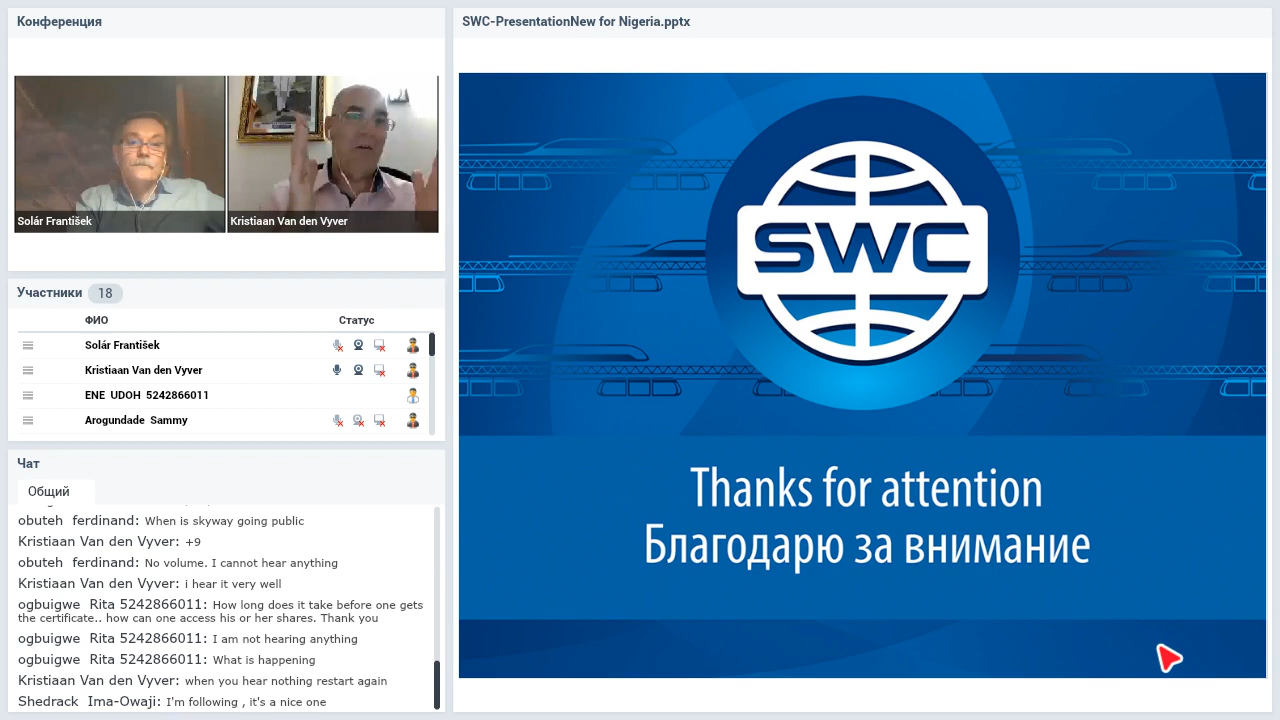 Конференция
Solár František
Kristiaan Van den Vyver
Участники 18
ФИО Статус
Solár František
Kristiaan Van den Vyver
ENE UDOH 5242866011
Arogundade Sammy
Чат
Общий
obuteh ferdinand: When is skyway going public
Kristiaan Van den Vyver: +9
obuteh ferdinand: No volume. I cannot hear anything
Kristiaan Van den Vyver: i hear it very well
ogbuigwe Rita 5242866011: How long does it take before one gets
the certificate.. how can one access his or her shares. Thank you
ogbuigwe Rita 5242866011: I am not hearing anything
ogbuigwe Rita 5242866011: What is happening
Kristiaan Van den Vyver: when you hear nothing restart again
Shedrack Ima-Owaji: I'm following , it's a nice one
SWC-PresentationNew for Nigeria.pptx
SWC
Thanks for attention
Благодарю за внимание